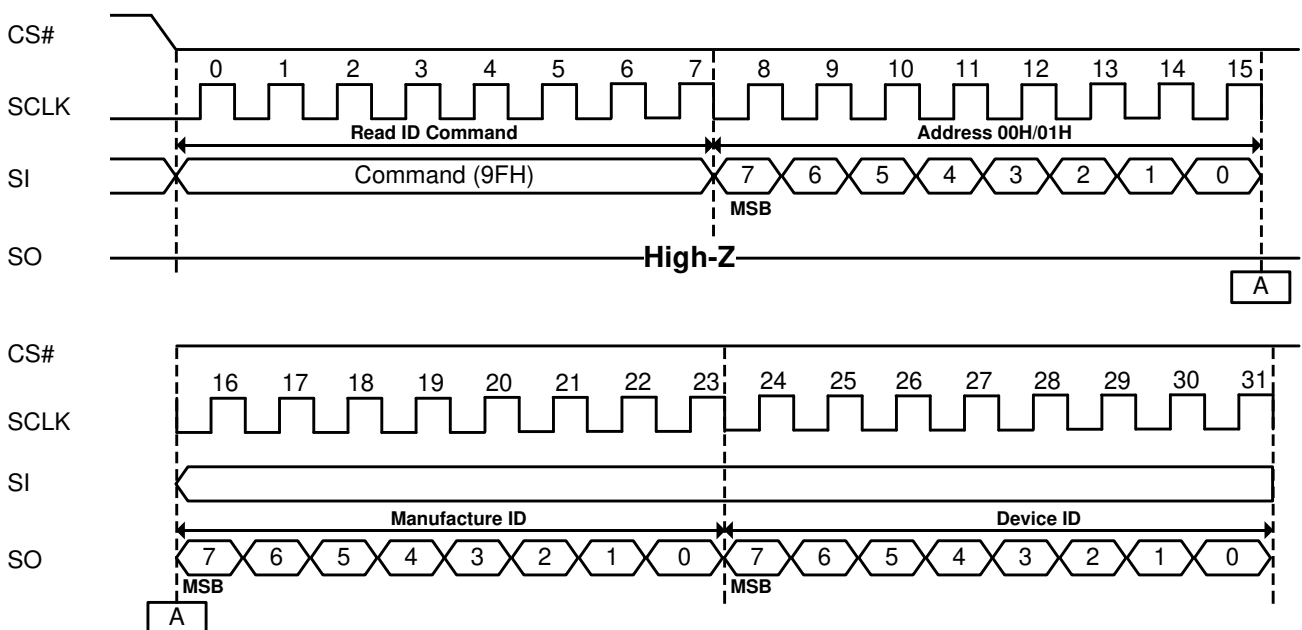 CS#
0 1 2 3 4 5 6 7 8 9 10 11 12 13 14 15
SCLK
Read ID Command Address 00H/01H
SI Command (9FH) 7 6 5 4 3 2 1 0
MSB
SO High-Z
A
CS#
16 17 18 19 20 21 22 23 24 25 26 27 28 29 30 31
SCLK
SI
Manufacture ID Device ID
SO 7 6 5 4 3 2 1 0 7 6 5 4 3 2 1 0
MSB MSB
A